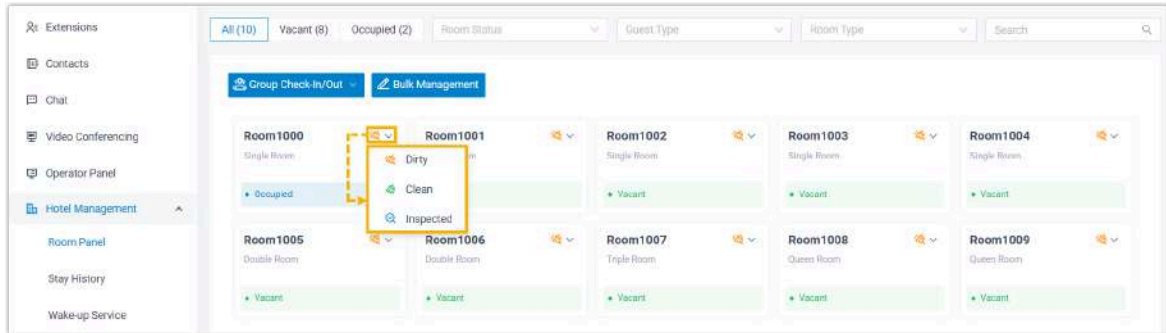 Extensions
Contacts
Chat
Video Conferencing
Operator Panel
Hotel Management
Room Panel
Stay History
Wake-up Service
All (10) Vacant (8) Occupied (2) Room Status Guest Type Room Type Search
Group Check-In/Out Bulk Management
Room1000 Room1001 Room1002 Room1003 Room1004
Single Room Single Room Single Room Single Room
Dirty
Clean
Inspected
Occupied Vacant Vacant Vacant
Room1005 Room1006 Room1007 Room1008 Room1009
Double Room Double Room Triple Room Queen Room Queen Room
Vacant Vacant Vacant Vacant Vacant